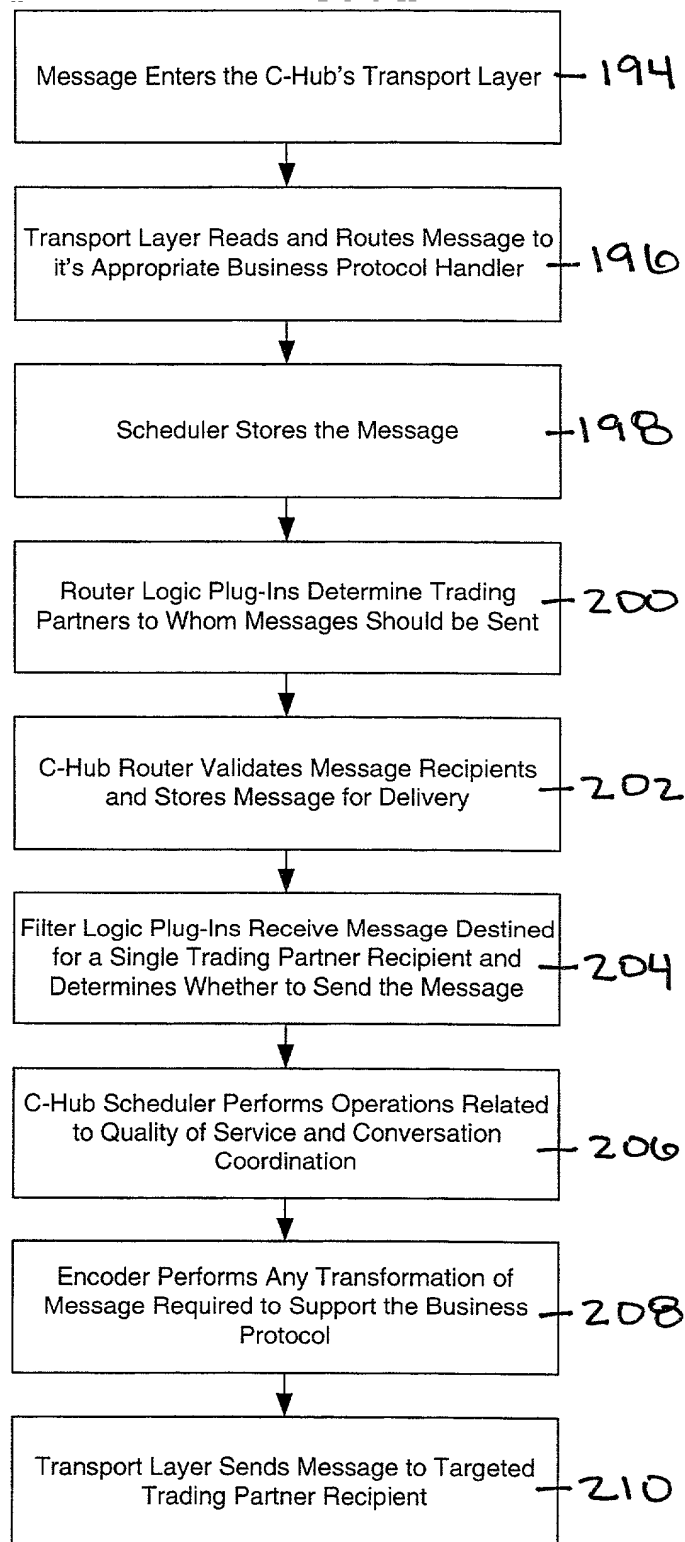 Message Enters the C-Hub's Transport Layer 194
Transport Layer Reads and Routes Message to
it's Appropriate Business Protocol Handler 196
Scheduler Stores the Message 198
Router Logic Plug-Ins Determine Trading
Partners to Whom Messages Should be Sent 200
C-Hub Router Validates Message Recipients
and Stores Message for Delivery 202
Filter Logic Plug-Ins Receive Message Destined
for a Single Trading Partner Recipient and
Determines Whether to Send the Message 204
C-Hub Scheduler Performs Operations Related
to Quality of Service and Conversation
Coordination 206
Encoder Performs Any Transformation of
Message Required to Support the Business
Protocol 208
Transport Layer Sends Message to Targeted
Trading Partner Recipient 210